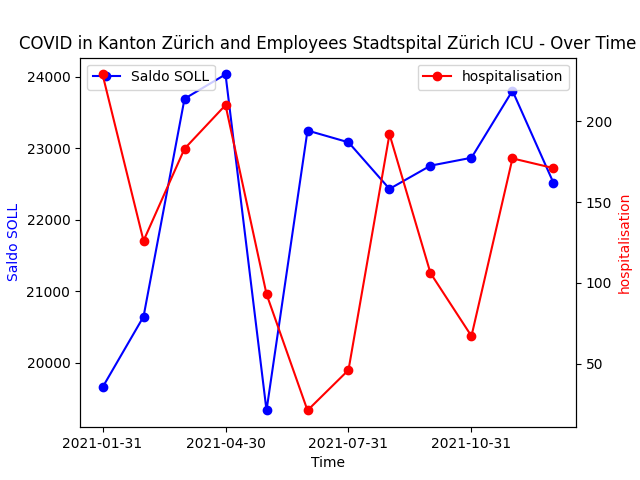 COVID in Kanton Zürich and Employees Stadtspital Zürich ICU - Over Time
Saldo SOLL
hospitalisation
24000
23000
22000
21000
20000
Saldo SOLL
200
150
100
50
hospitalisation
2021-01-31
2021-04-30
2021-07-31
2021-10-31
Time